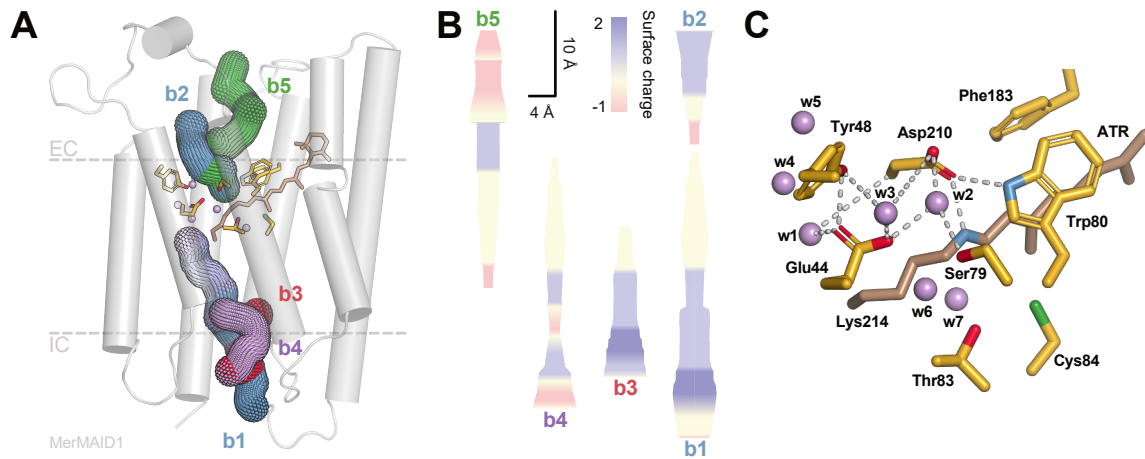 A
b5
b2
EC
b3
IC
b4
MerMAID1
b1
B
b5
b2
10 Å
4 Å
2
-1
Surface charge
b4
b3
b1
C
Phe183
w5
Tyr48
Asp210
ATR
w4
w3
w2
w1
Trp80
Glu44
Ser79
Lys214
w6
w7
Thr83
Cys84